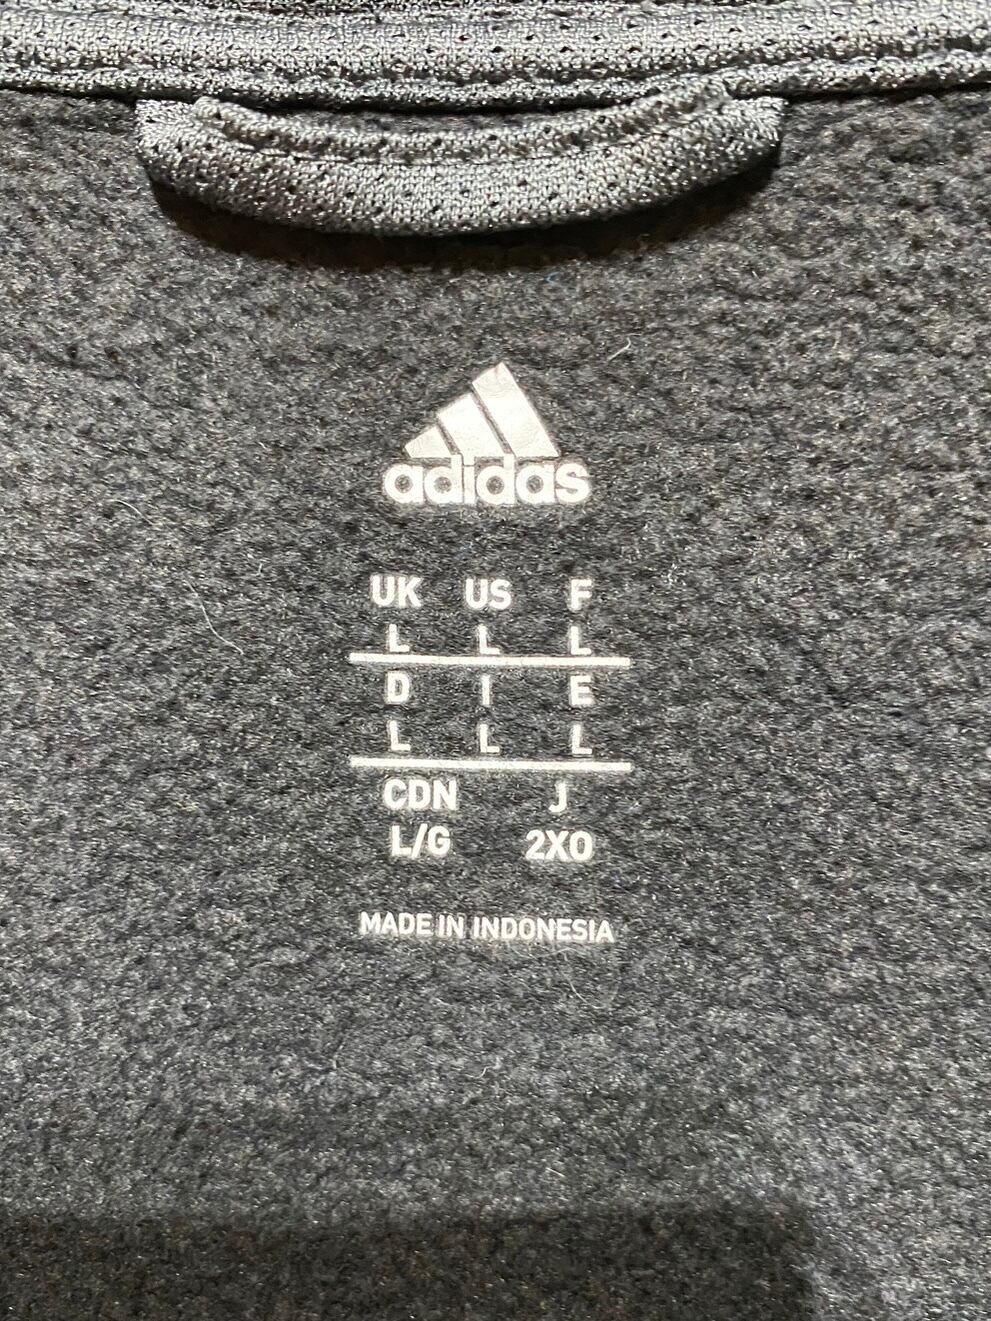 adidas
UK US F
L L L
D I E
L L L
CDN J
L/G 2XO
MADE IN INDONESIA